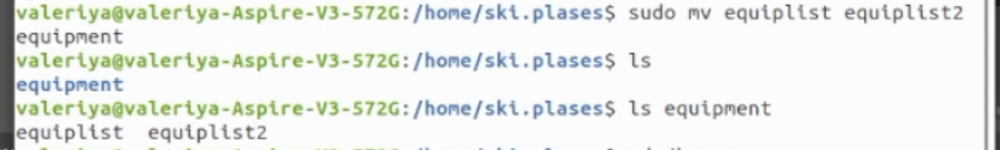 valeriya@valeriya-Aspire-V3-572G:/home/ski.plases$ sudo mv equiplist equiplist2
equipment
valeriya@valeriya-Aspire-V3-572G:/home/ski.plases$ ls
equipment
valeriya@valeriya-Aspire-V3-572G:/home/ski.plases$ ls equipment
equiplist  equiplist2